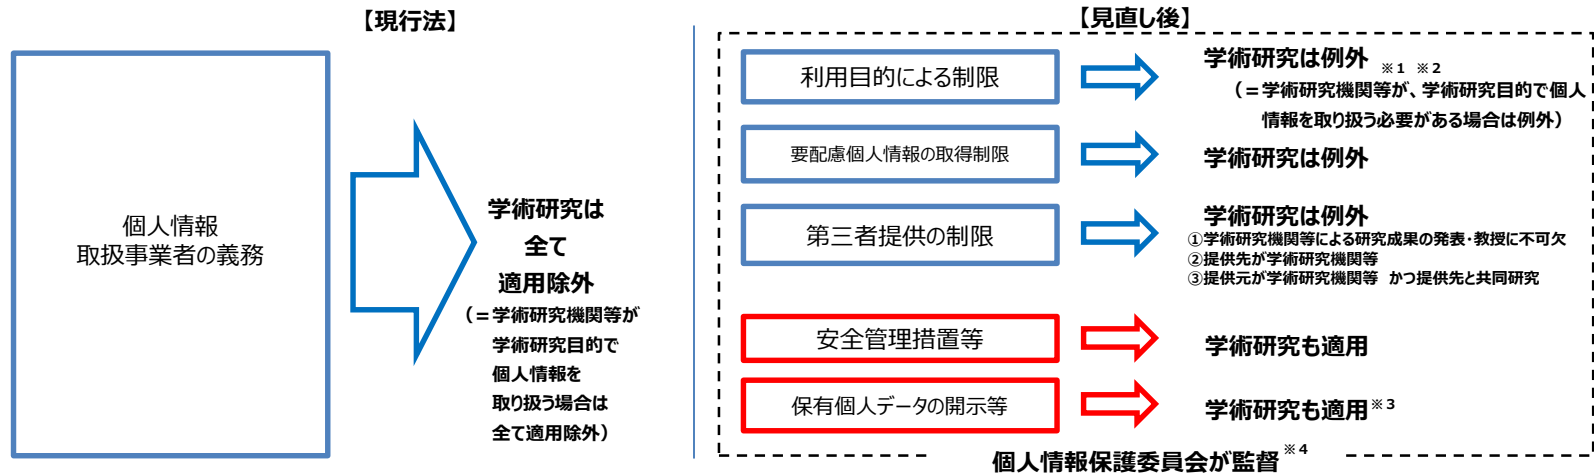 【現行法】
個人情報
取扱事業者の義務
学術研究は
全て
適用除外
（＝学術研究機関等が
学術研究目的で
個人情報を
取り扱う場合は
全て適用除外）
【見直し後】
利用目的による制限
学術研究は例外 ※1 ※2
（＝学術研究機関等が、学術研究目的で個人
情報を取り扱う必要がある場合は例外）
要配慮個人情報の取得制限
学術研究は例外
第三者提供の制限
学術研究は例外
①学術研究機関等による研究成果の発表・教授に不可欠
②提供先が学術研究機関等
③提供元が学術研究機関等 かつ提供先と共同研究
安全管理措置等
学術研究も適用
保有個人データの開示等
学術研究も適用※3
個人情報保護委員会が監督※4